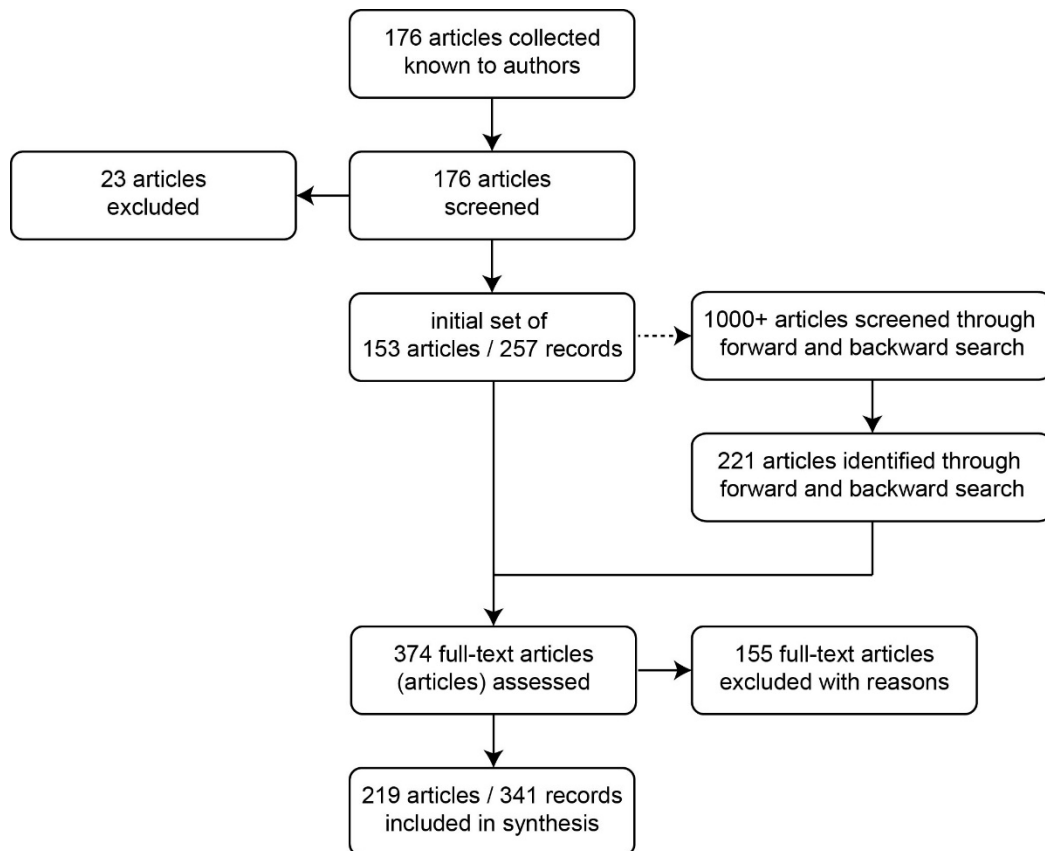 176 articles collected
known to authors
23 articles
excluded
176 articles
screened
initial set of
153 articles / 257 records
1000+ articles screened through
forward and backward search
221 articles identified through
forward and backward search
374 full-text articles
(articles) assessed
155 full-text articles
excluded with reasons
219 articles / 341 records
included in synthesis